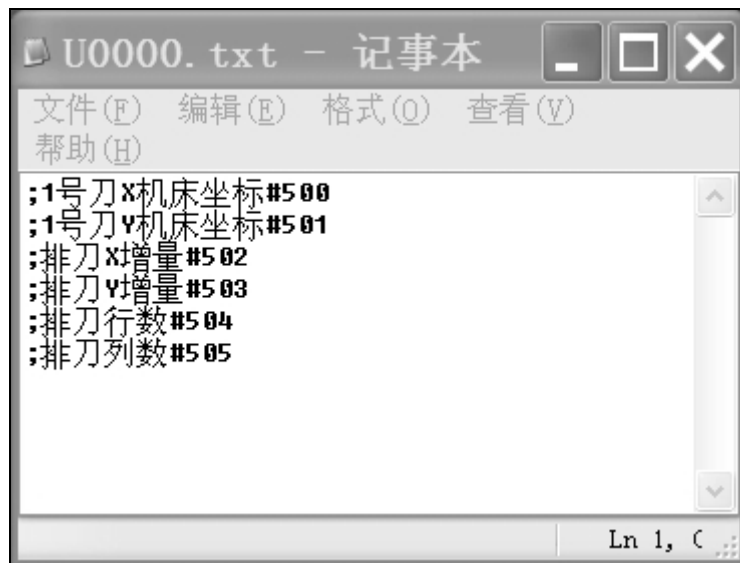 U0000.txt - 记事本
文件(F) 编辑(E) 格式(O) 查看(V)
帮助(H)
;1号刀X机床坐标#500
;1号刀Y机床坐标#501
;排刀X增量#502
;排刀Y增量#503
;排刀行数#504
;排刀列数#505
Ln 1,